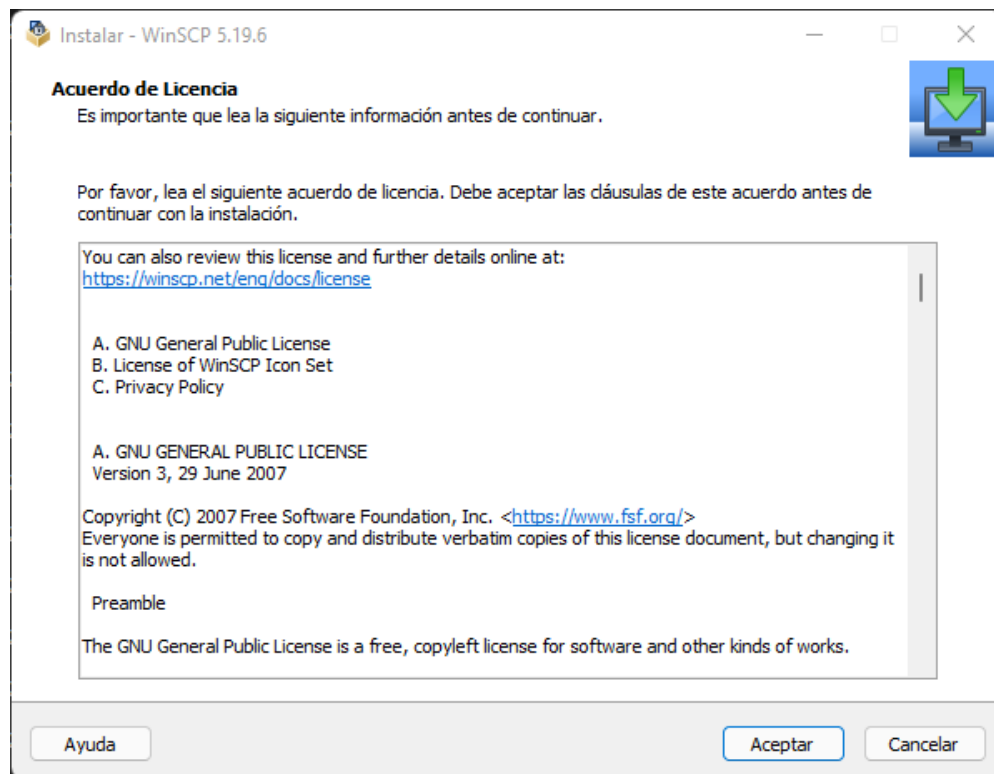 Instalar - WinSCP 5.19.6
Acuerdo de Licencia
Es importante que lea la siguiente información antes de continuar.
Por favor, lea el siguiente acuerdo de licencia. Debe aceptar las cláusulas de este acuerdo antes de
continuar con la instalación.
You can also review this license and further details online at:
https://winscp.net/eng/docs/license
A. GNU General Public License
B. License of WinSCP Icon Set
C. Privacy Policy
A. GNU GENERAL PUBLIC LICENSE
Version 3, 29 June 2007
Copyright (C) 2007 Free Software Foundation, Inc. <https://www.fsf.org/>
Everyone is permitted to copy and distribute verbatim copies of this license document, but changing it
is not allowed.
Preamble
The GNU General Public License is a free, copyleft license for software and other kinds of works.
Ayuda Aceptar Cancelar